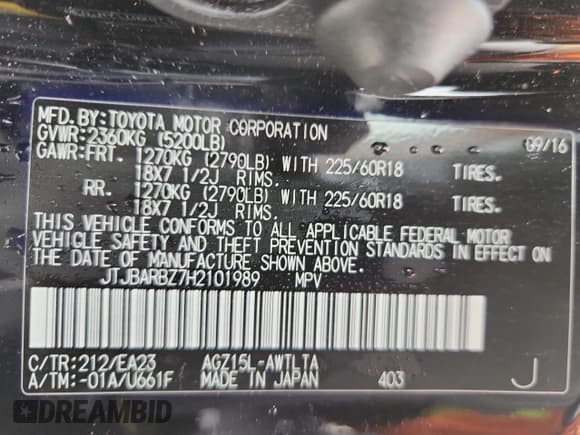 MFD.BY:TOYOTA MOTOR CORPORATION 09/16
GVWR:2360KG (5200LB)
GAWR:FRT. 1270KG (2790LB) WITH 225/60R18 TIRES.
18X7 1/2J RIMS.
RR. 1270KG (2790LB) WITH 225/60R18 TIRES.
18X7 1/2J RIMS.
THIS VEHICLE CONFORMS TO ALL APPLICABLE FEDERAL MOTOR
VEHICLE SAFETY AND THEFT PREVENTION STANDARDS IN EFFECT ON
THE DATE OF MANUFACTURE SHOWN ABOVE.
JTJBARBZ7H2101989 MPV
C/TR:212/EA23 AGZ15L-AWTLTA
A/TM:-01A/U661F MADE IN JAPAN 403 J
DREAMBID